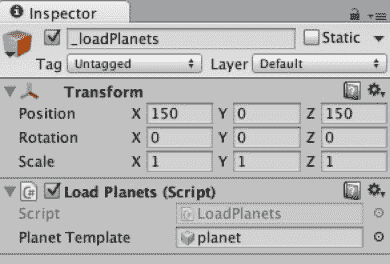 Inspector
_loadPlanets Static
Tag Untagged Layer Default
Transform
Position X 150 Y 0 Z 150
Rotation X 0 Y 0 Z 0
Scale X 1 Y 1 Z 1
C# Load Planets (Script)
Script LoadPlanets
Planet Template planet